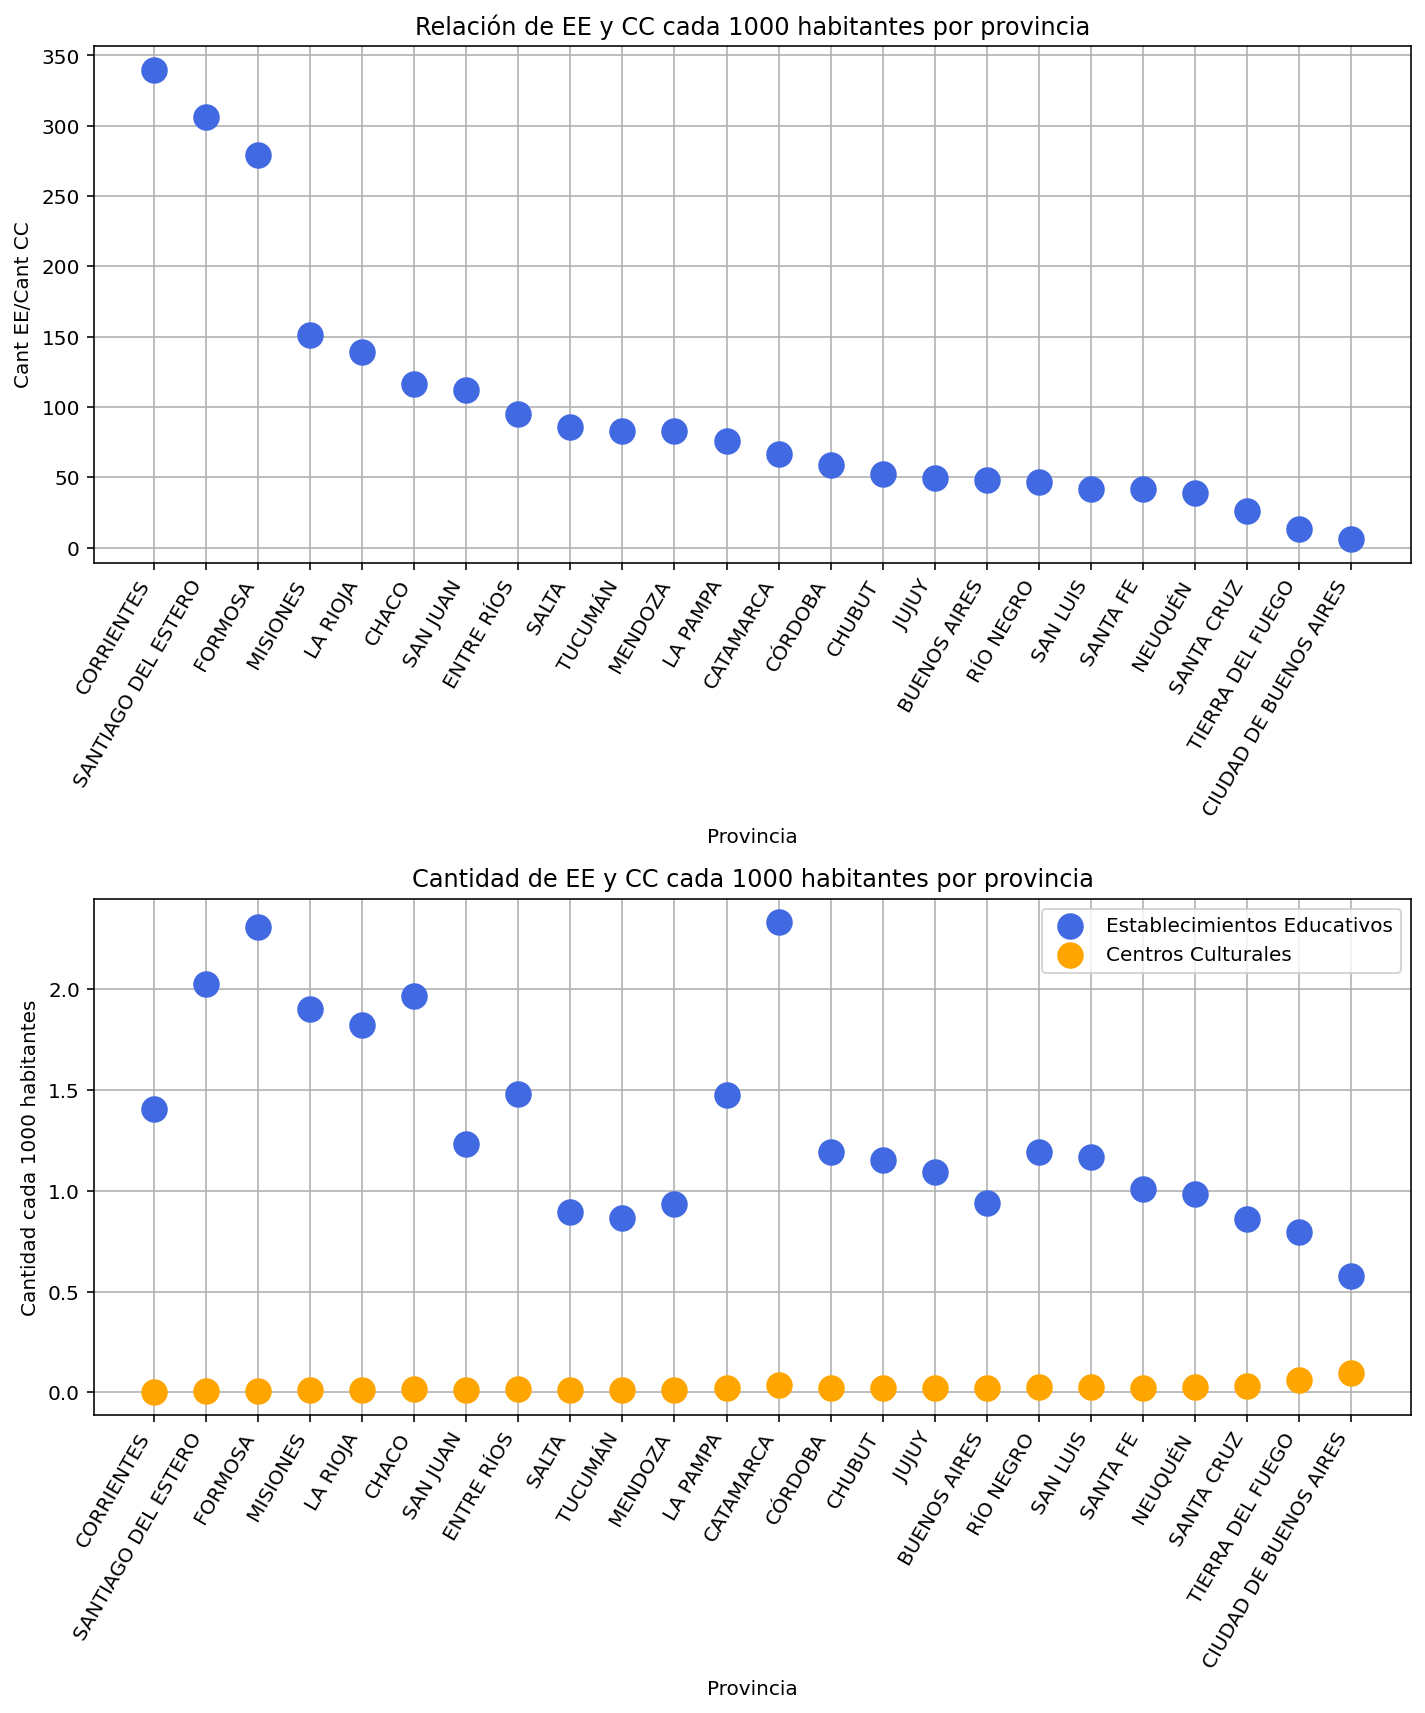 Relación de EE y CC cada 1000 habitantes por provincia
350
300
250
200
150
100
50
0
Cant EE/Cant CC
CORRIENTES
SANTIAGO DEL ESTERO
FORMOSA
MISIONES
LA RIOJA
CHACO
SAN JUAN
ENTRE RÍOS
SALTA
TUCUMÁN
MENDOZA
LA PAMPA
CATAMARCA
CÓRDOBA
CHUBUT
JUJUY
BUENOS AIRES
RÍO NEGRO
SAN LUIS
SANTA FE
NEUQUÉN
SANTA CRUZ
TIERRA DEL FUEGO
CIUDAD DE BUENOS AIRES
Provincia
Cantidad de EE y CC cada 1000 habitantes por provincia
Establecimientos Educativos
Centros Culturales
2.0
1.5
1.0
0.5
0.0
Cantidad cada 1000 habitantes
CORRIENTES
SANTIAGO DEL ESTERO
FORMOSA
MISIONES
LA RIOJA
CHACO
SAN JUAN
ENTRE RÍOS
SALTA
TUCUMÁN
MENDOZA
LA PAMPA
CATAMARCA
CÓRDOBA
CHUBUT
JUJUY
BUENOS AIRES
RÍO NEGRO
SAN LUIS
SANTA FE
NEUQUÉN
SANTA CRUZ
TIERRA DEL FUEGO
CIUDAD DE BUENOS AIRES
Provincia